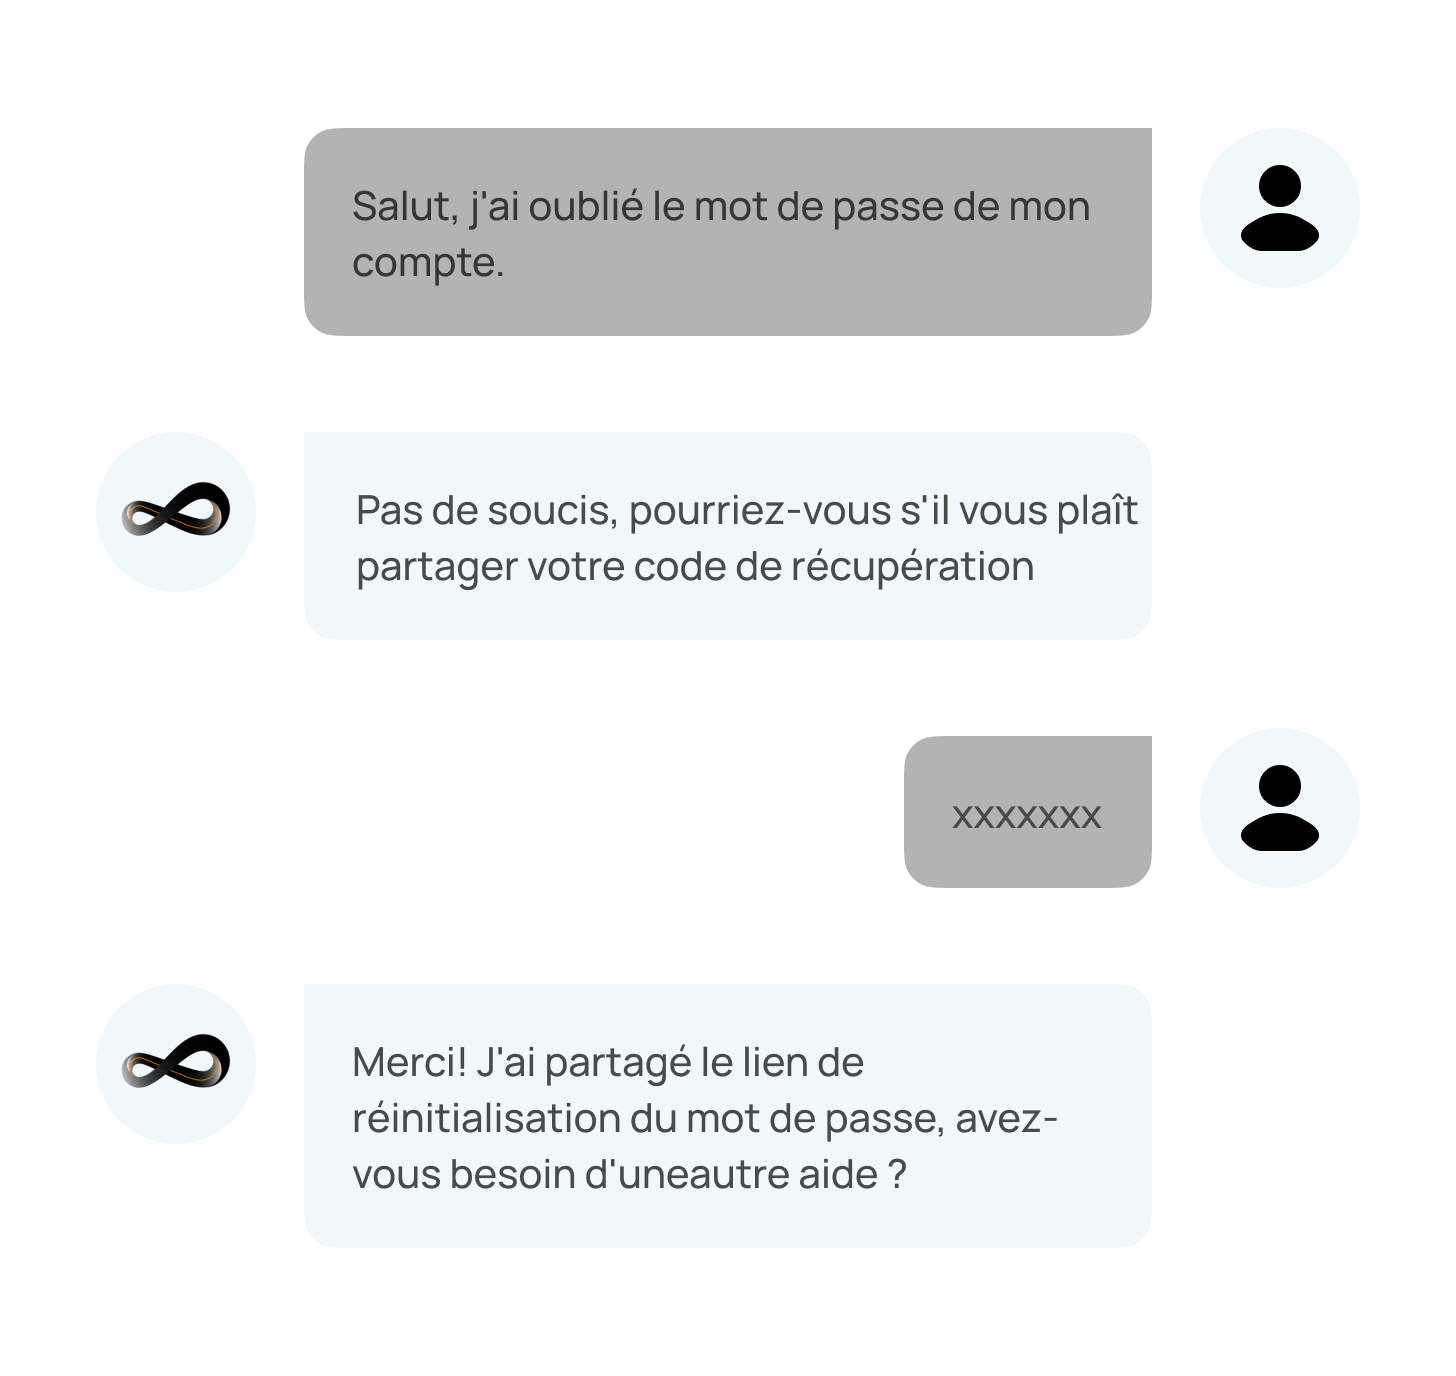 Salut, j'ai oublié le mot de passe de mon
compte.
Pas de soucis, pourriez-vous s'il vous plaît
partager votre code de récupération
xxxxxxx
Merci! J'ai partagé le lien de
réinitialisation du mot de passe, avez-
vous besoin d'uneautre aide ?